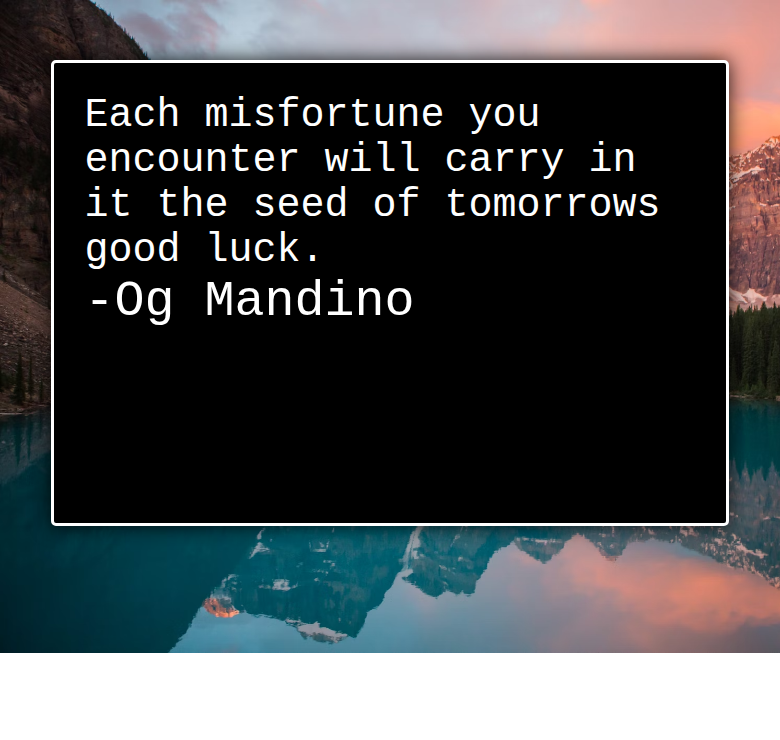 Each misfortune you
encounter will carry in
it the seed of tomorrows
good luck.
-Og Mandino